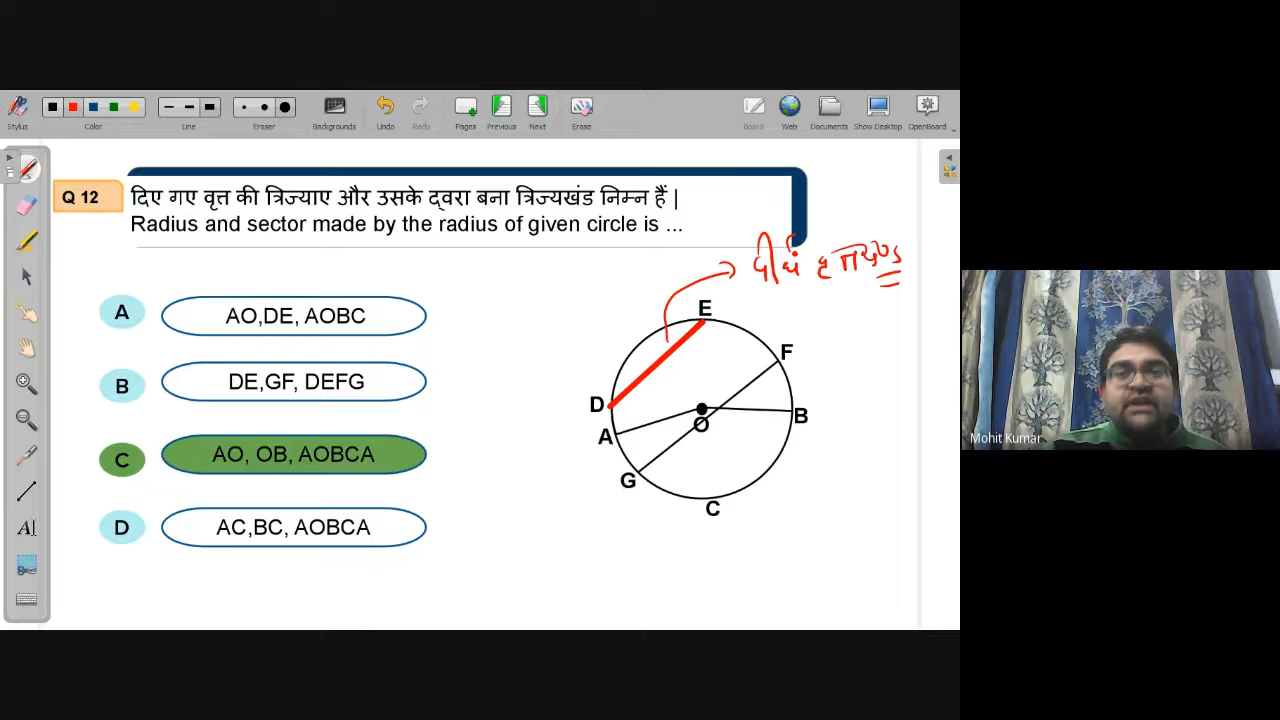 Stylus
Color
Line
Eraser
Backgrounds
Undo
Redo
Pages
Previous
Next
Erase
Board
Web
Documents
Show Desktop
OpenBoard
Q 12
दिए गए वृत्त की त्रिज्याए और उसके द्वरा बना त्रिज्यखंड निम्न हैं |
Radius and sector made by the radius of given circle is ...
दीर्घ
A
AO,DE, AOBC
B
DE,GF, DEFG
C
AO, OB, AOBCA
D
AC,BC, AOBCA
E
F
D
O
B
A
G
C
Mohit Kumar